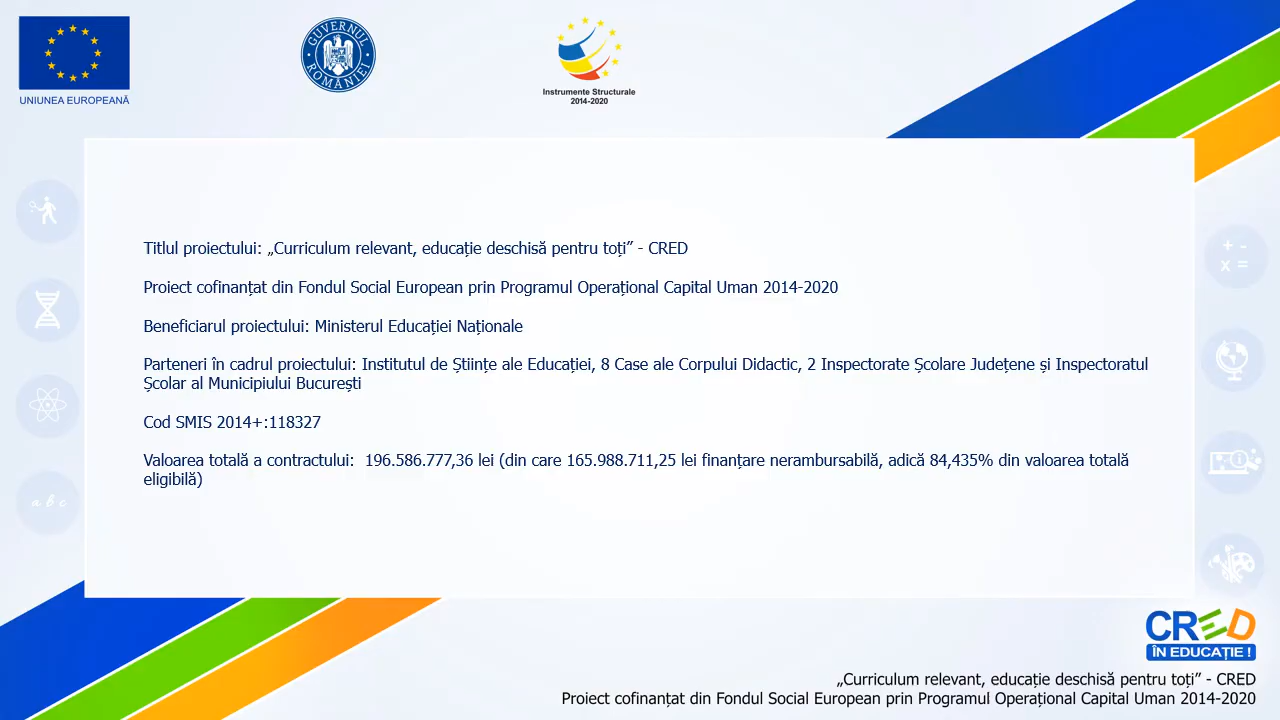 UNIUNEA EUROPEANĂ
GUVERNUL ROMÂNIEI
Instrumente Structurale
2014-2020
Titlul proiectului: „Curriculum relevant, educație deschisă pentru toți” - CRED
Proiect cofinanțat din Fondul Social European prin Programul Operațional Capital Uman 2014-2020
Beneficiarul proiectului: Ministerul Educației Naționale
Parteneri în cadrul proiectului: Institutul de Științe ale Educației, 8 Case ale Corpului Didactic, 2 Inspectorate Școlare Județene și Inspectoratul
Școlar al Municipiului București
Cod SMIS 2014+:118327
Valoarea totală a contractului:  196.586.777,36 lei (din care 165.988.711,25 lei finanțare nerambursabilă, adică 84,435% din valoarea totală
eligibilă)
+ -
x =
a b c
CRED
ÎN EDUCAȚIE !
„Curriculum relevant, educație deschisă pentru toți” - CRED
Proiect cofinanțat din Fondul Social European prin Programul Operațional Capital Uman 2014-2020